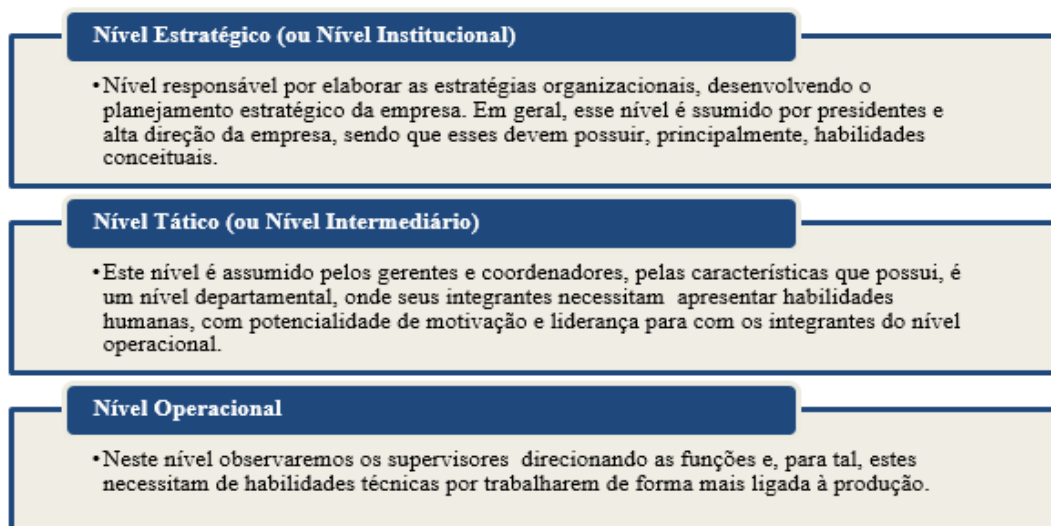 Nível Estratégico (ou Nível Institucional)
•Nível responsável por elaborar as estratégias organizacionais, desenvolvendo o
planejamento estratégico da empresa. Em geral, esse nível é ssumido por presidentes e
alta direção da empresa, sendo que esses devem possuir, principalmente, habilidades
conceituais.
Nível Tático (ou Nível Intermediário)
•Este nível é assumido pelos gerentes e coordenadores, pelas características que possui, é
um nível departamental, onde seus integrantes necessitam apresentar habilidades
humanas, com potencialidade de motivação e liderança para com os integrantes do nível
operacional.
Nível Operacional
•Neste nível observaremos os supervisores direcionando as funções e, para tal, estes
necessitam de habilidades técnicas por trabalharem de forma mais ligada à produção.